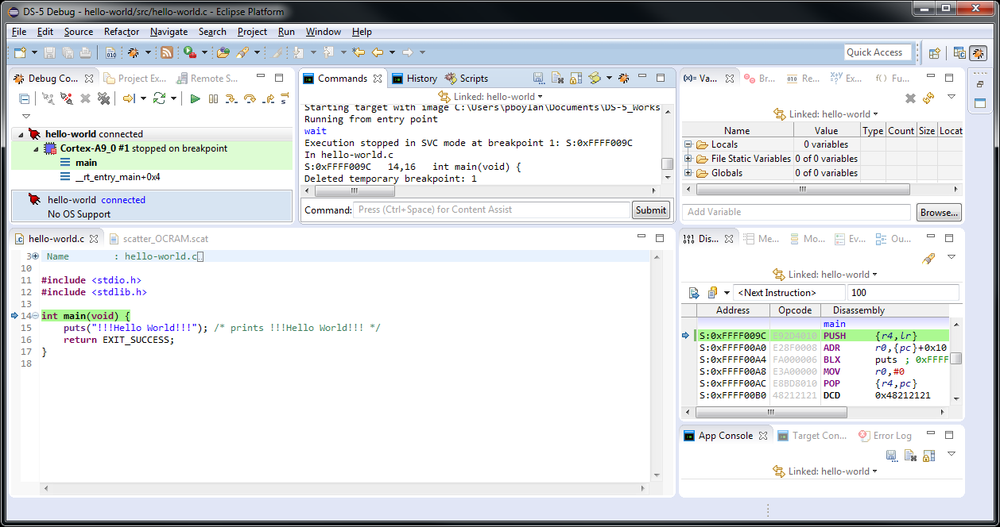 DS-5 Debug - hello-world/src/hello-world.c - Eclipse Platform
File Edit Source Refactor Navigate Search Project Run Window Help
Quick Access
Debug Co... Project Ex... Remote S...
hello-world connected
Cortex-A9_0 #1 stopped on breakpoint
main
__rt_entry_main+0x4
hello-world connected
No OS Support
Commands History Scripts
Linked: hello-world
Starting target with image C:\Users\pboylan\Documents\DS-5_Works
Running from entry point
wait
Execution stopped in SVC mode at breakpoint 1: S:0xFFFF009C
In hello-world.c
S:0xFFFF009C 14,16 int main(void) {
Deleted temporary breakpoint: 1
Command: Press (Ctrl+Space) for Content Assist Submit
(x)= Va... Br... Re... Ex... f() Fu...
Linked: hello-world
Name Value Type Count Size Locat
Locals 0 variables
File Static Variables 0 of 0 variables
Globals 0 of 0 variables
Add Variable Browse...
hello-world.c scatter_OCRAM.scat
3 Name : hello-world.c
10
11 #include <stdio.h>
12 #include <stdlib.h>
13
14 int main(void) {
15 puts("!!!Hello World!!!"); /* prints !!!Hello World!!! */
16 return EXIT_SUCCESS;
17 }
18
Dis... Me... Mo... Ev... Ou...
Linked: hello-world
<Next Instruction> 100
Address Opcode Disassembly
main
S:0xFFFF009C E92D4010 PUSH {r4,lr}
S:0xFFFF00A0 E28F0008 ADR r0,{pc}+0x10
S:0xFFFF00A4 FA000006 BLX puts ; 0xFFFF
S:0xFFFF00A8 E3A00000 MOV r0,#0
S:0xFFFF00AC E8BD8010 POP {r4,pc}
S:0xFFFF00B0 48212121 DCD 0x48212121
App Console Target Con... Error Log
Linked: hello-world